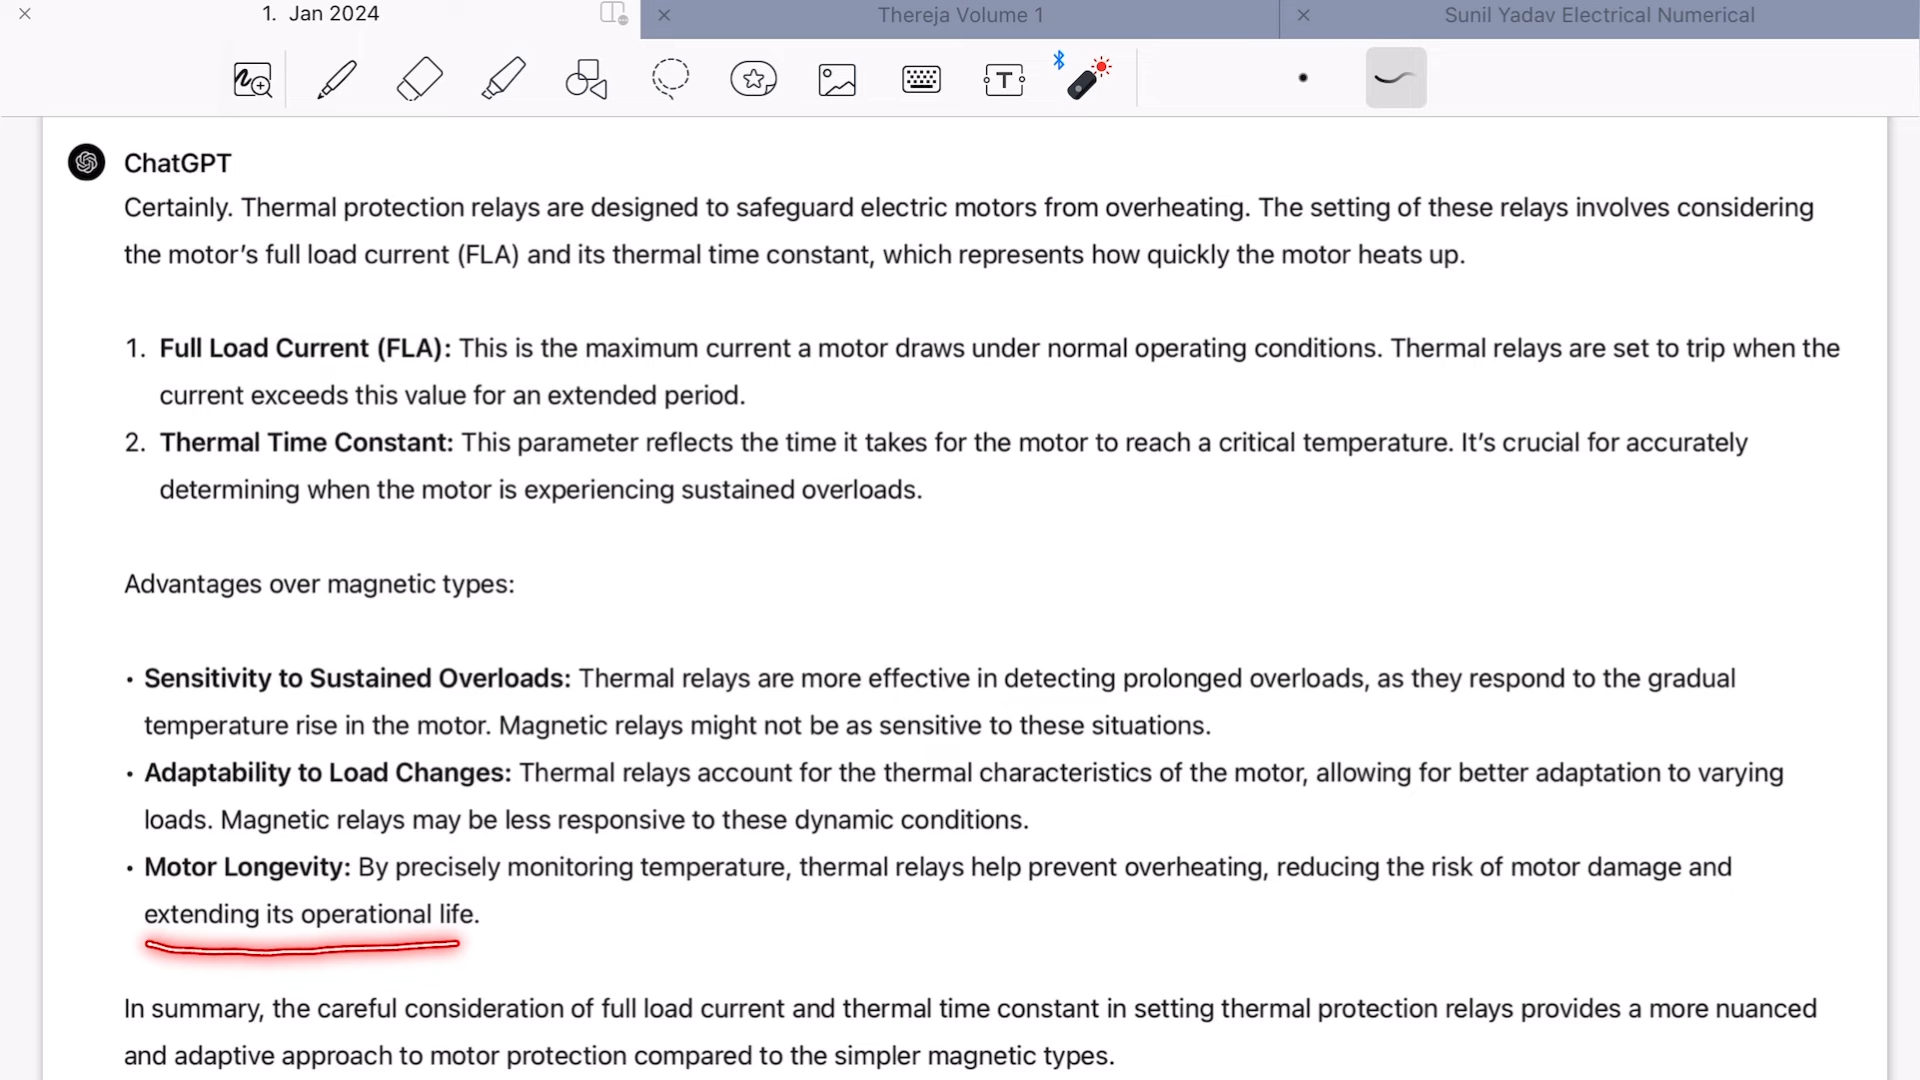 1. Jan 2024
Thereja Volume 1
Sunil Yadav Electrical Numerical
T
ChatGPT
Certainly. Thermal protection relays are designed to safeguard electric motors from overheating. The setting of these relays involves considering
the motor’s full load current (FLA) and its thermal time constant, which represents how quickly the motor heats up.
1. Full Load Current (FLA): This is the maximum current a motor draws under normal operating conditions. Thermal relays are set to trip when the
current exceeds this value for an extended period.
2. Thermal Time Constant: This parameter reflects the time it takes for the motor to reach a critical temperature. It’s crucial for accurately
determining when the motor is experiencing sustained overloads.
Advantages over magnetic types:
• Sensitivity to Sustained Overloads: Thermal relays are more effective in detecting prolonged overloads, as they respond to the gradual
temperature rise in the motor. Magnetic relays might not be as sensitive to these situations.
• Adaptability to Load Changes: Thermal relays account for the thermal characteristics of the motor, allowing for better adaptation to varying
loads. Magnetic relays may be less responsive to these dynamic conditions.
• Motor Longevity: By precisely monitoring temperature, thermal relays help prevent overheating, reducing the risk of motor damage and
extending its operational life.
In summary, the careful consideration of full load current and thermal time constant in setting thermal protection relays provides a more nuanced
and adaptive approach to motor protection compared to the simpler magnetic types.